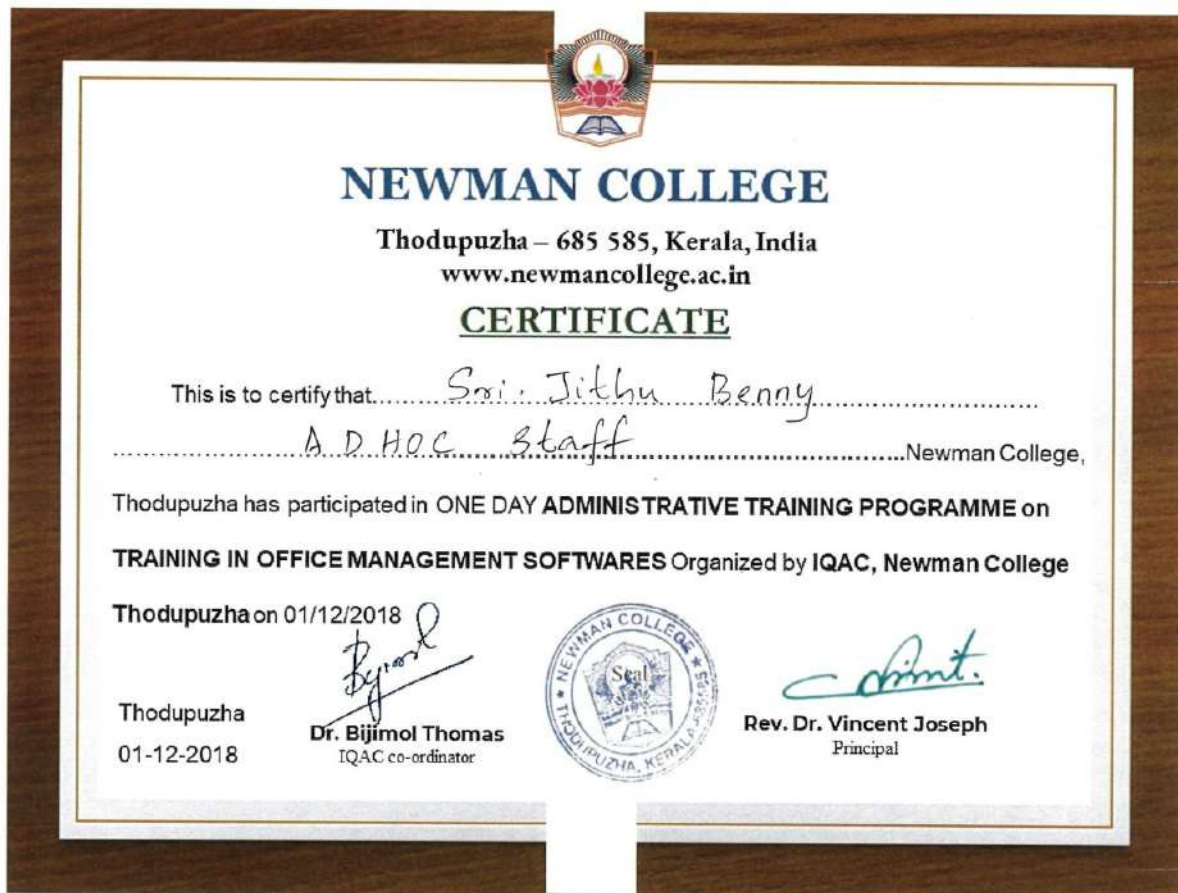 NEWMAN COLLEGE
Thodupuzha – 685 585, Kerala, India
www.newmancollege.ac.in
CERTIFICATE
This is to certify that........Sri. Jithu Benny........
........ADHOC Staff........Newman College,
Thodupuzha has participated in ONE DAY ADMINISTRATIVE TRAINING PROGRAMME on
TRAINING IN OFFICE MANAGEMENT SOFTWARES Organized by IQAC, Newman College
Thodupuzha on 01/12/2018
NEWMAN COLLEGE ★ THODUPUZHA, KERALA-685585 ★
Seal
Thodupuzha
01-12-2018
Dr. Bijimol Thomas
IQAC co-ordinator
Rev. Dr. Vincent Joseph
Principal